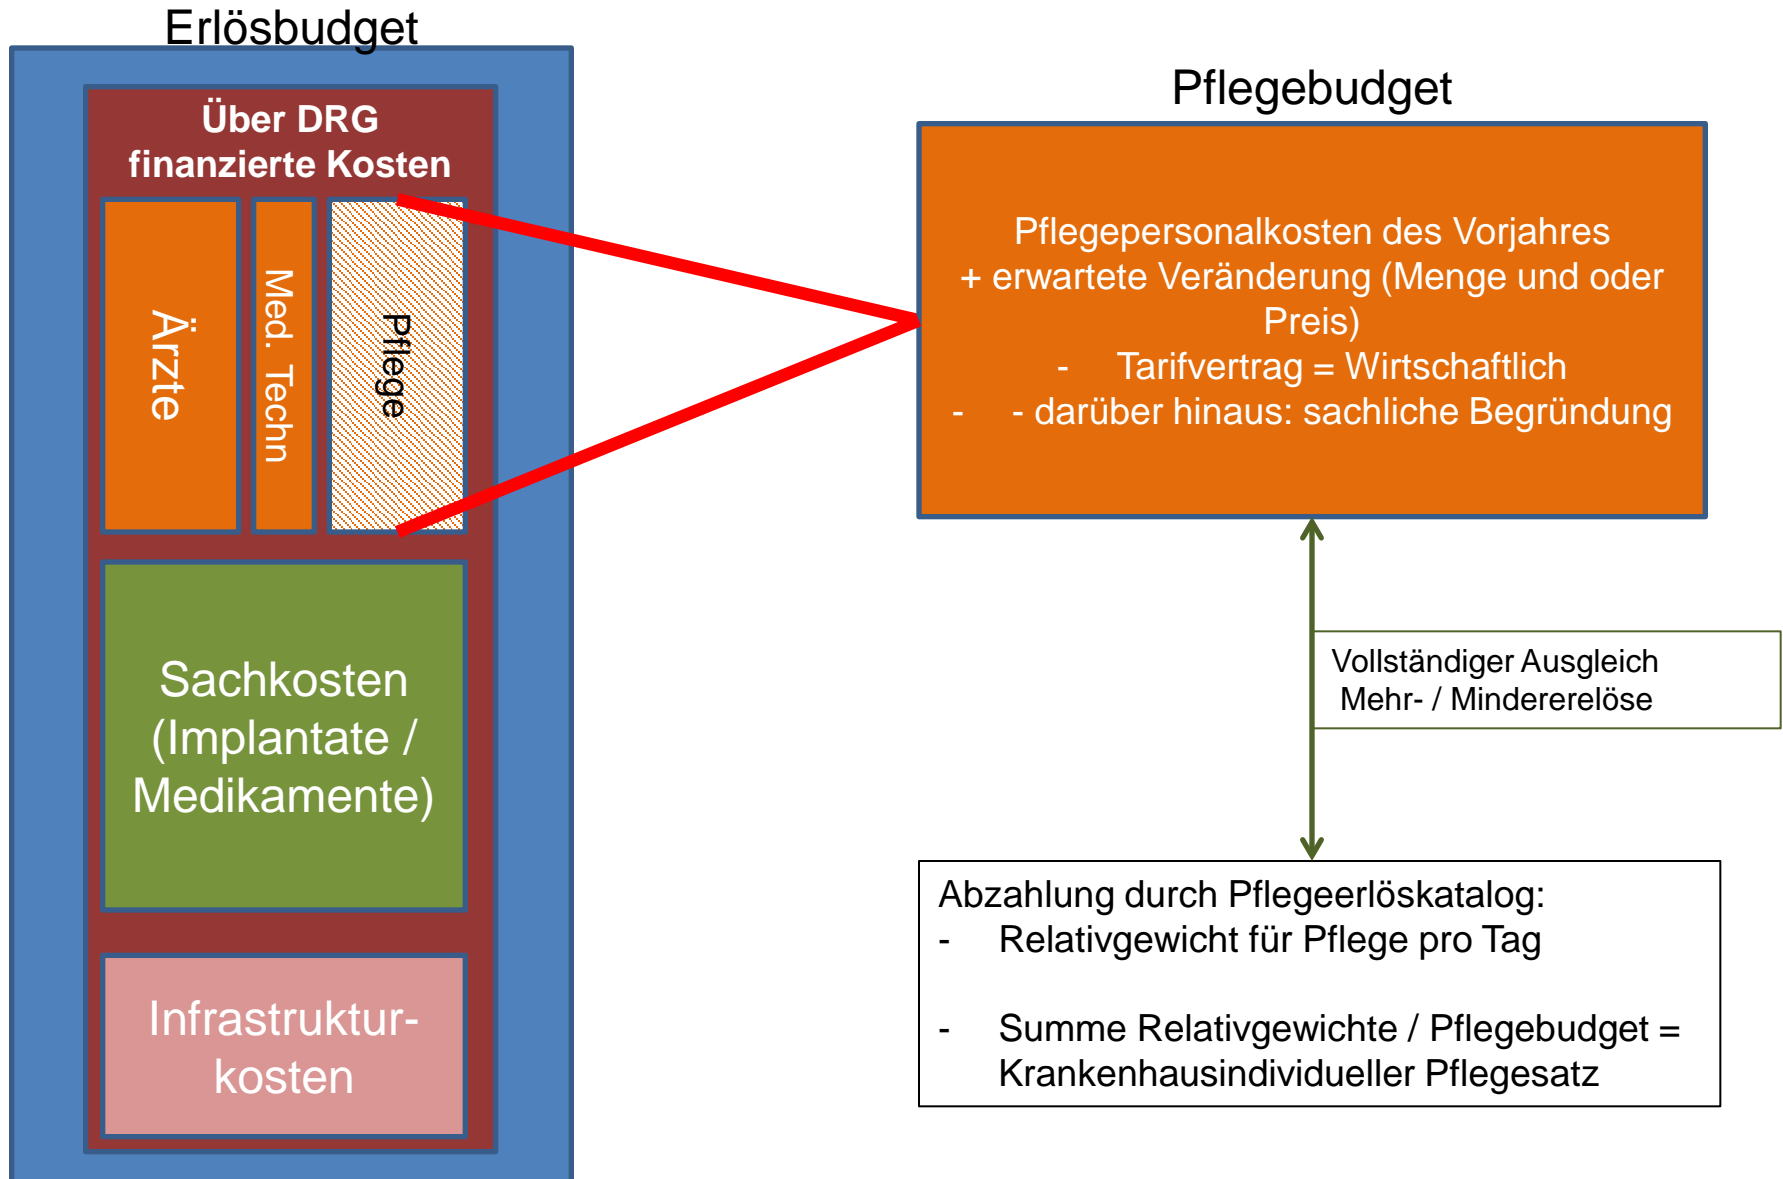 Erlösbudget
Über DRG
finanzierte Kosten
Ärzte
Med. Techn
Pflege
Sachkosten
(Implantate /
Medikamente)
Infrastruktur-
kosten
Pflegebudget
Pflegepersonalkosten des Vorjahres
+ erwartete Veränderung (Menge und oder
Preis)
- Tarifvertrag = Wirtschaftlich
- - darüber hinaus: sachliche Begründung
Vollständiger Ausgleich
Mehr- / Mindererelöse
Abzahlung durch Pflegeerlöskatalog:
- Relativgewicht für Pflege pro Tag
- Summe Relativgewichte / Pflegebudget =
Krankenhausindividueller Pflegesatz